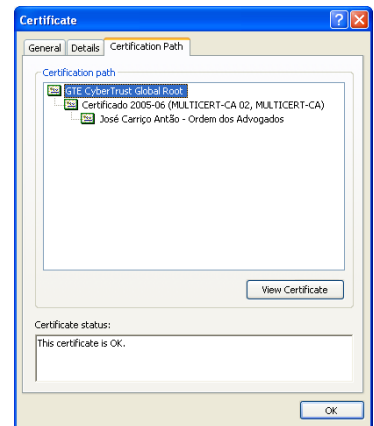 Certificate
General Details Certification Path
Certification path
GTE CyberTrust Global Root
Certificado 2005-06 (MULTICERT-CA 02, MULTICERT-CA)
José Carriço Antão - Ordem dos Advogados
View Certificate
Certificate status:
This certificate is OK.
OK